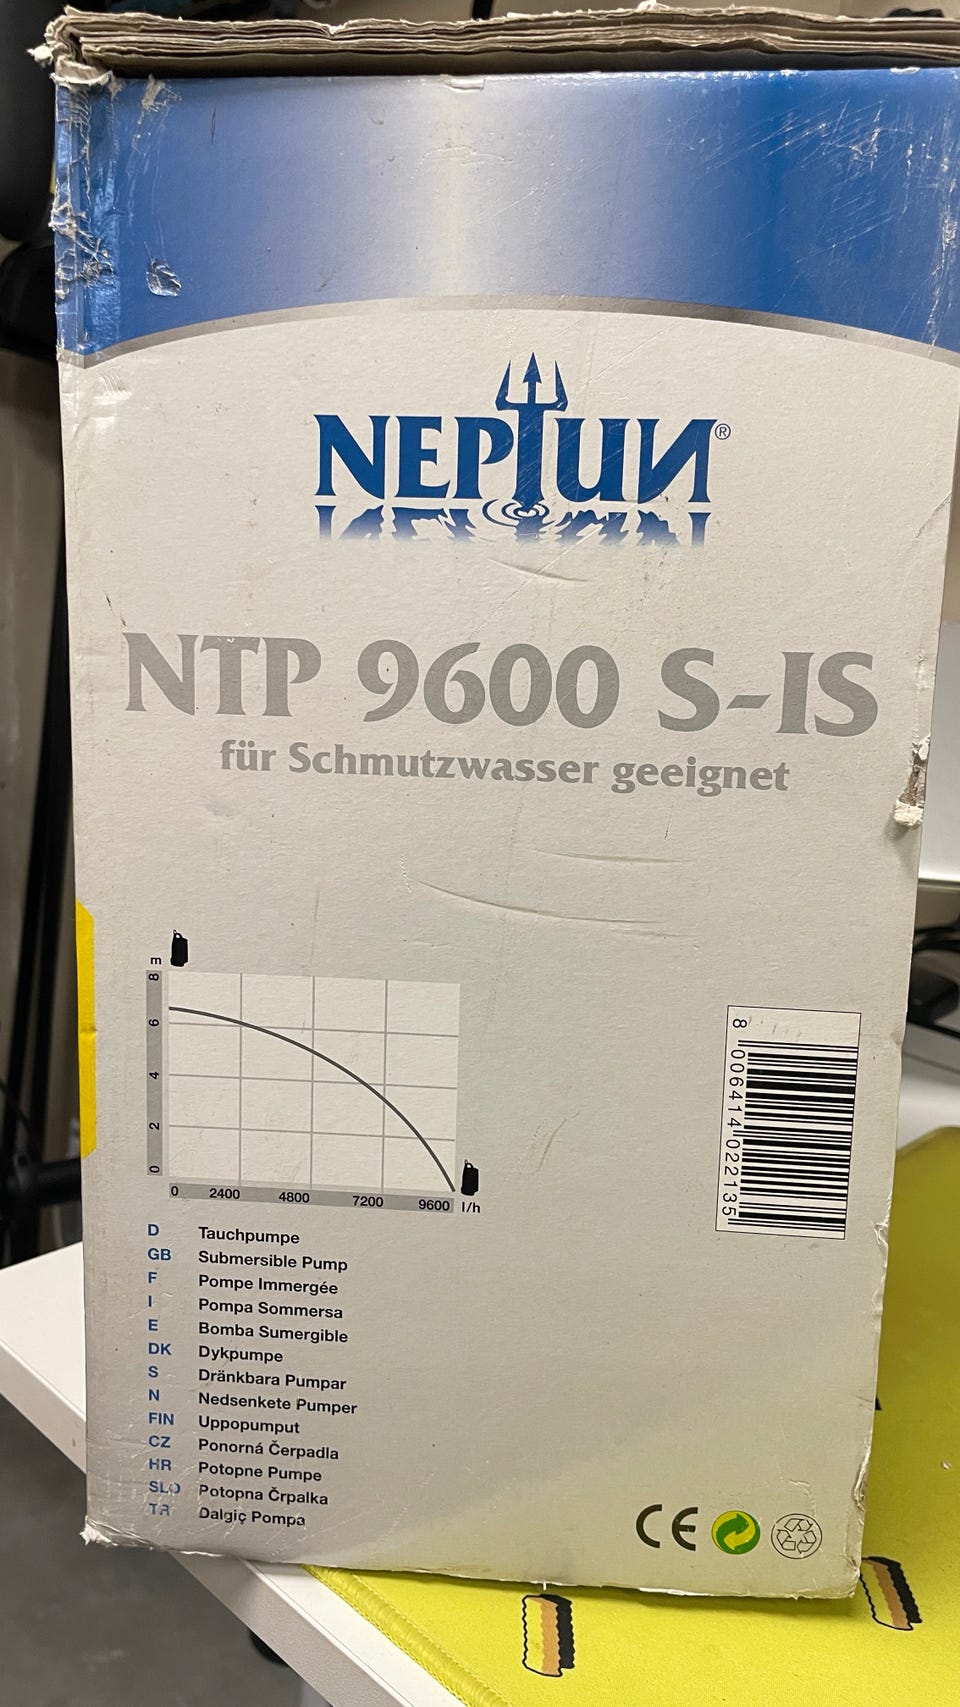 NEPTUN®
NTP 9600 S-IS
für Schmutzwasser geeignet
m
8
6
4
2
0
0 2400 4800 7200 9600 l/h
8 006414 022135
D Tauchpumpe
GB Submersible Pump
F Pompe Immergée
I Pompa Sommersa
E Bomba Sumergible
DK Dykpumpe
S Dränkbara Pumpar
N Nedsenkete Pumper
FIN Uppopumput
CZ Ponorná Čerpadla
HR Potopne Pumpe
SLO Potopna Črpalka
TR Dalgiç Pompa
CE